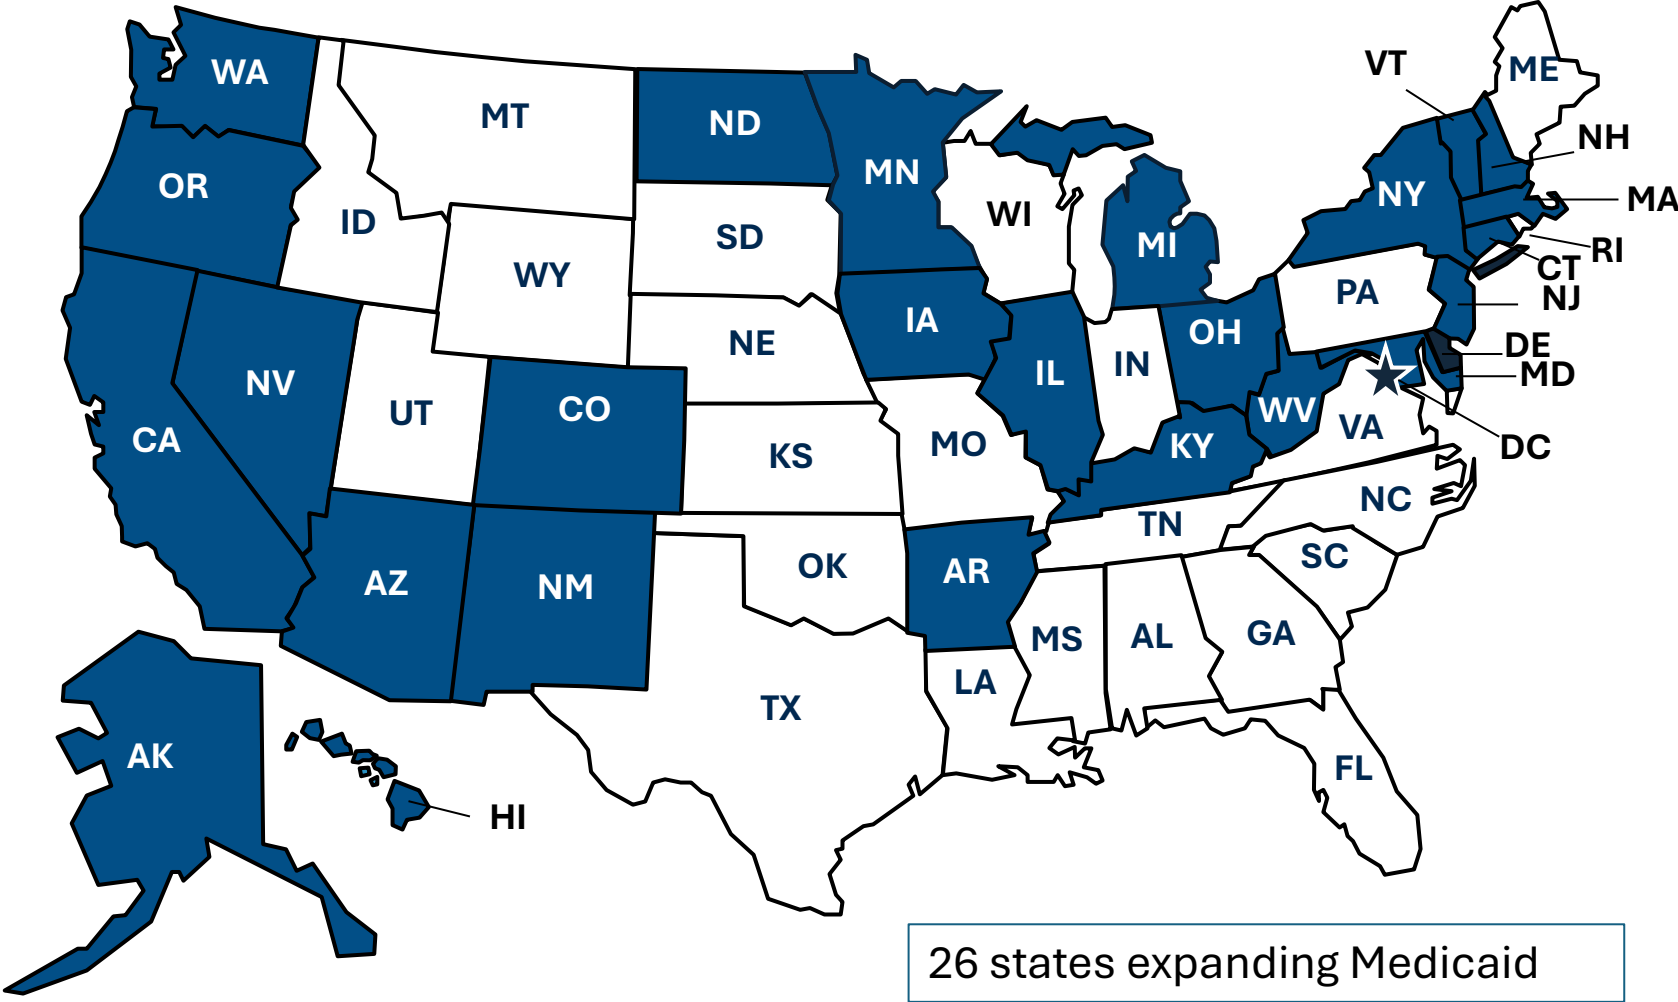 WA
MT
ND
MN
VT
ME
NH
OR
ID
SD
WI
MI
NY
MA
WY
RI
CT
NJ
PA
IA
NE
OH
IL
IN
DE
MD
NV
UT
CO
WV
VA
CA
KS
MO
KY
DC
TN
NC
AZ
NM
OK
AR
SC
MS
AL
GA
LA
TX
FL
AK
HI
26 states expanding Medicaid